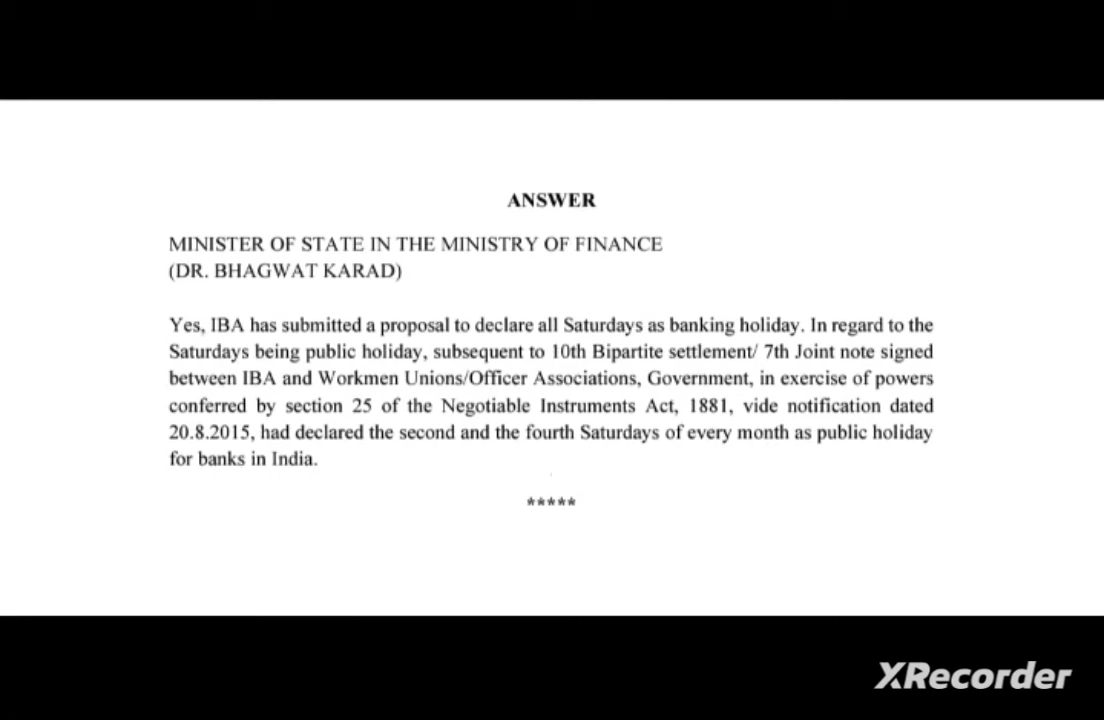 ANSWER
MINISTER OF STATE IN THE MINISTRY OF FINANCE
(DR. BHAGWAT KARAD)
Yes, IBA has submitted a proposal to declare all Saturdays as banking holiday. In regard to the
Saturdays being public holiday, subsequent to 10th Bipartite settlement/ 7th Joint note signed
between IBA and Workmen Unions/Officer Associations, Government, in exercise of powers
conferred by section 25 of the Negotiable Instruments Act, 1881, vide notification dated
20.8.2015, had declared the second and the fourth Saturdays of every month as public holiday
for banks in India.
*****
XRecorder